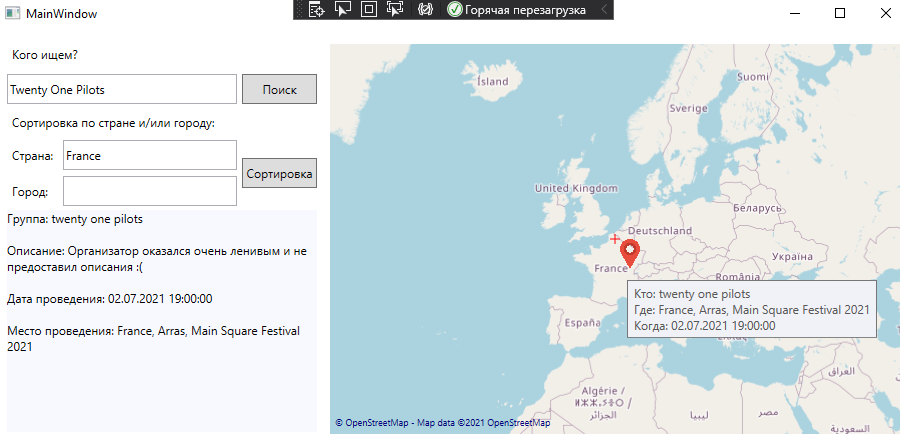 MainWindow
Горячая перезагрузка
Кого ищем?
Twenty One Pilots
Поиск
Сортировка по стране и/или городу:
Страна:
France
Сортировка
Город:
Группа: twenty one pilots
Описание: Организатор оказался очень ленивым и не
предоставил описания :(
Дата проведения: 02.07.2021 19:00:00
Место проведения: France, Arras, Main Square Festival
2021
Ísland
Suomi
Sverige
United Kingdom
Беларусь
Deutschland
Україна
France
România
Кто: twenty one pilots
Где: France, Arras, Main Square Festival 2021
Когда: 02.07.2021 19:00:00
España
Algérie /
ⵍⵣⵣⴰⵢⴻⵔ /
الجزائر
ليبيا
مصر
العراق
السعودية
© OpenStreetMap - Map data ©2021 OpenStreetMap